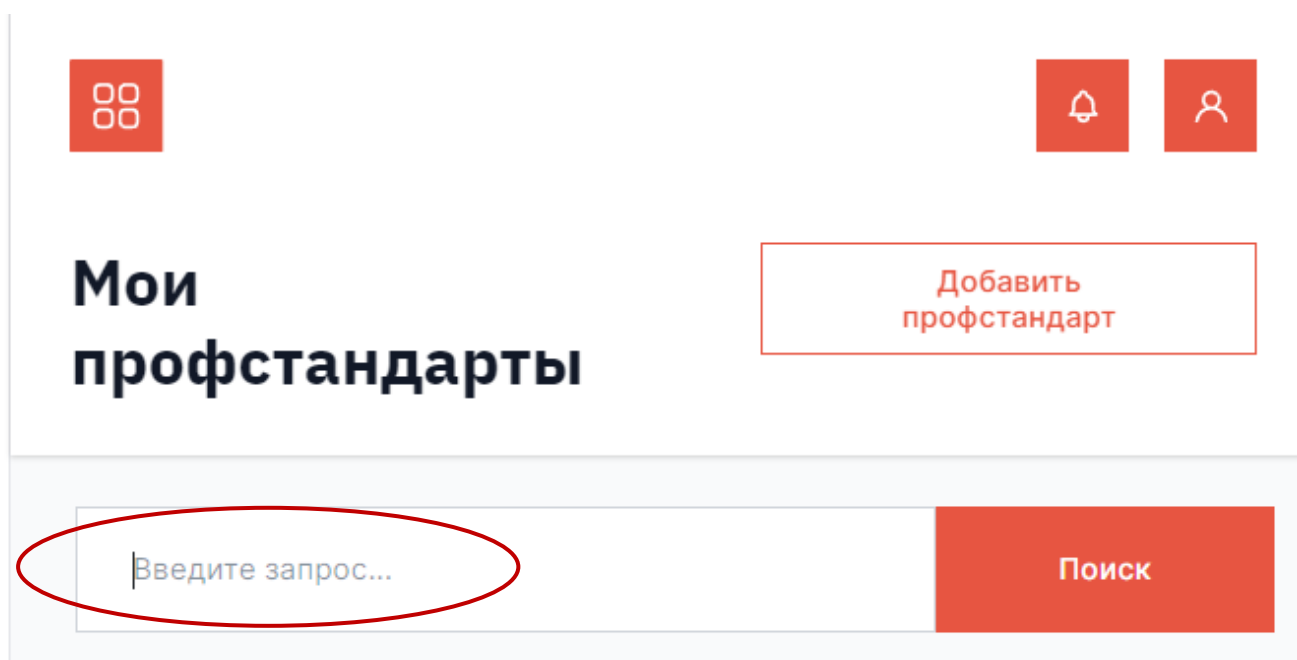 Мои
профстандарты
Добавить
профстандарт
Введите запрос...
Поиск